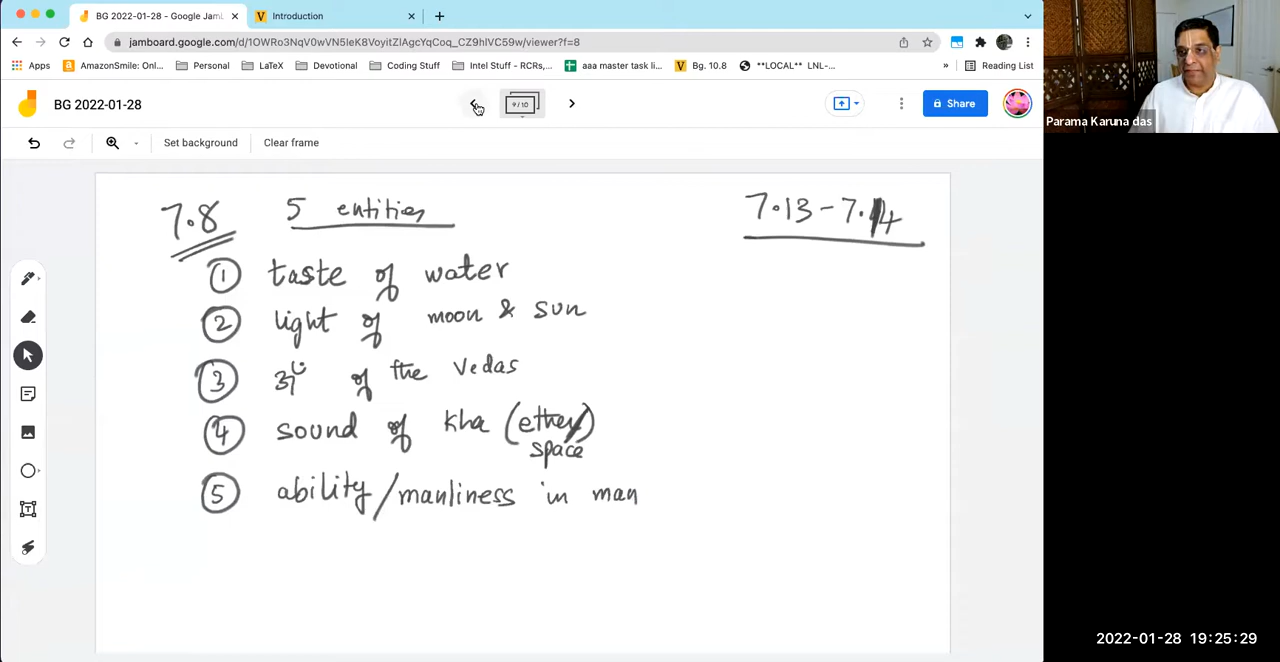 BG 2022-01-28 - Google Jam
Introduction
jamboard.google.com/d/1OWRo3NqV0wVN5IeK8VoyitZIAgcYqCoq_CZ9hIVC59w/viewer?f=8
Apps
AmazonSmile: Onl...
Personal
LaTeX
Devotional
Coding Stuff
Intel Stuff - RCRs,...
aaa master task li...
Bg. 10.8
**LOCAL** LNL-...
»
Reading List
BG 2022-01-28
9/10
Share
Set background
Clear frame
Parama Karuna das
7.8 5 entities 7.13-7.14
1 taste of water
2 light of moon & sun
3 of the Vedas
4 sound of kha (ether/
space)
5 ability/manliness in man
2022-01-28 19:25:29